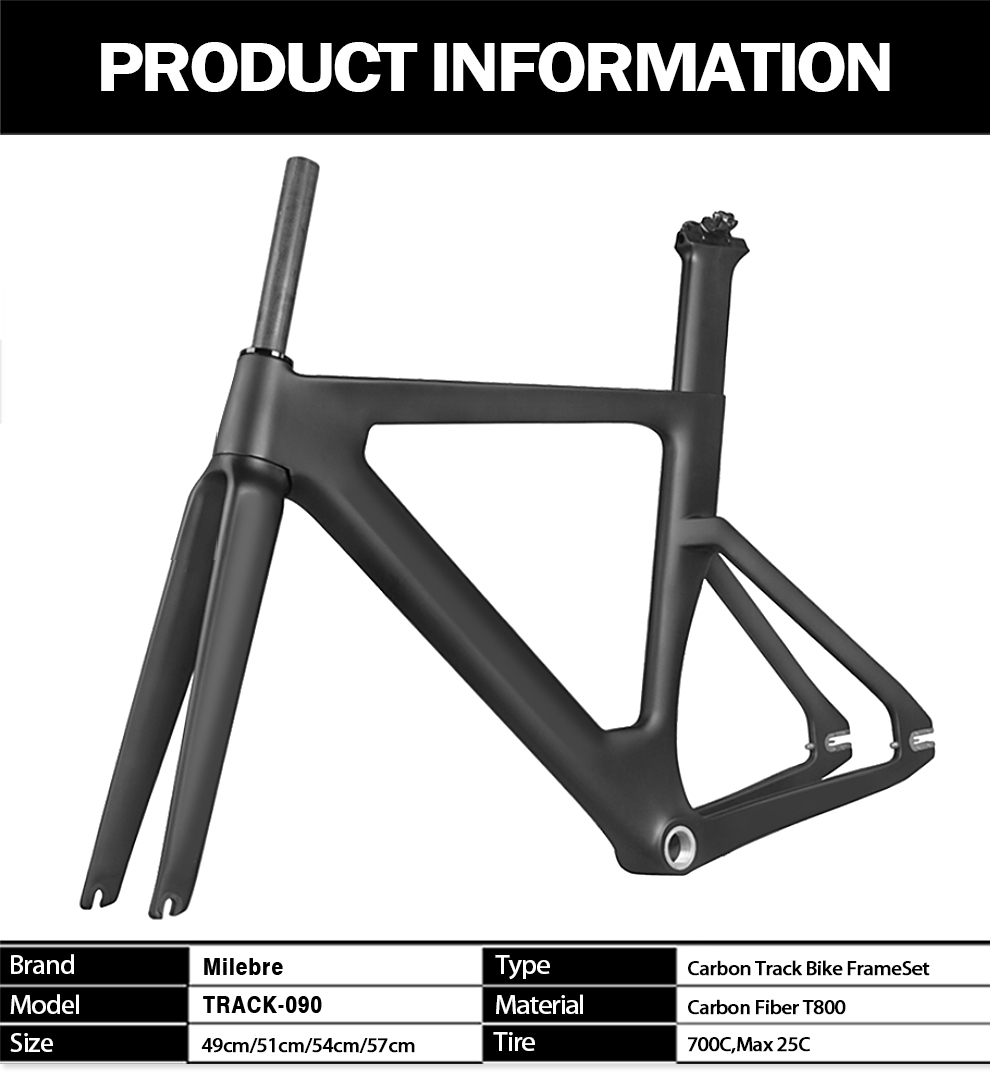 PRODUCT INFORMATION
Brand Milebre Type Carbon Track Bike FrameSet
Model TRACK-090 Material Carbon Fiber T800
Size 49cm/51cm/54cm/57cm Tire 700C,Max 25C